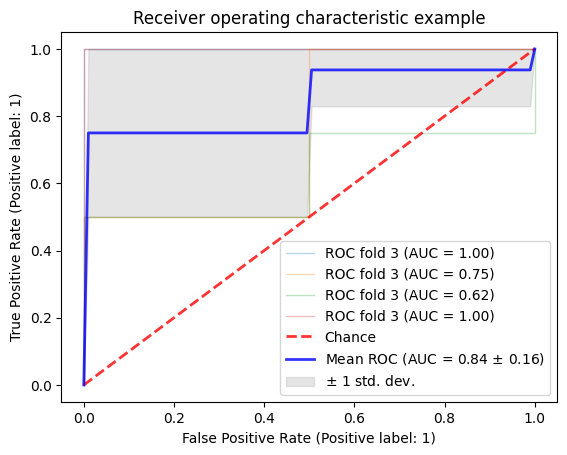 Receiver operating characteristic example
True Positive Rate (Positive label: 1)
1.0
0.8
0.6
0.4
0.2
0.0
ROC fold 3 (AUC = 1.00)
ROC fold 3 (AUC = 0.75)
ROC fold 3 (AUC = 0.62)
ROC fold 3 (AUC = 1.00)
Chance
Mean ROC (AUC = 0.84 ± 0.16)
± 1 std. dev.
0.0 0.2 0.4 0.6 0.8 1.0
False Positive Rate (Positive label: 1)